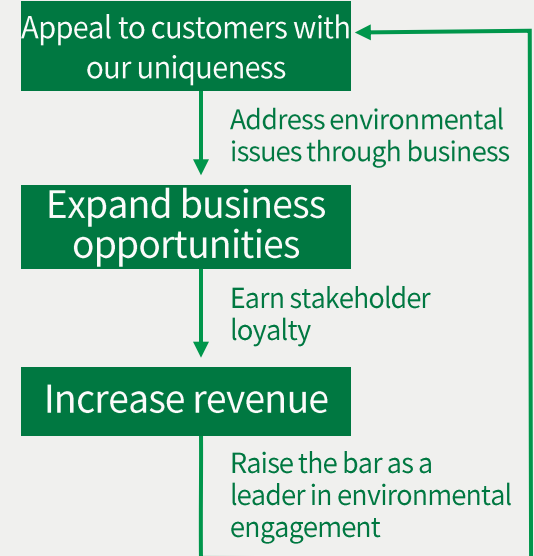 Appeal to customers with
our uniqueness
Address environmental
issues through business
Expand business
opportunities
Earn stakeholder
loyalty
Increase revenue
Raise the bar as a
leader in environmental
engagement